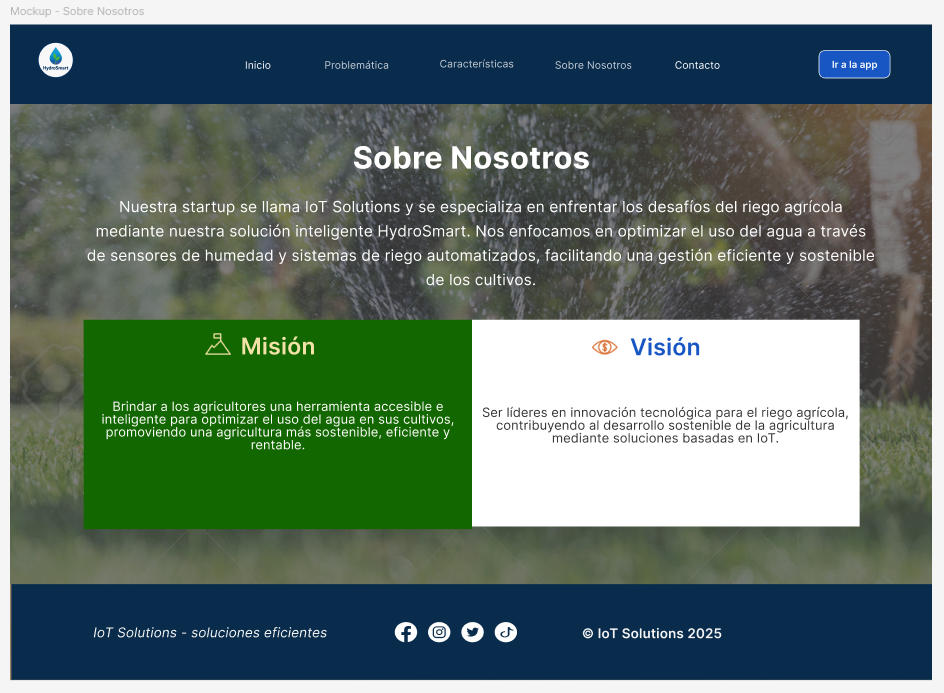 Mockup - Sobre Nosotros
HydroSmart
Inicio
Problemática
Características
Sobre Nosotros
Contacto
Ir a la app
Sobre Nosotros
Nuestra startup se llama IoT Solutions y se especializa en enfrentar los desafíos del riego agrícola
mediante nuestra solución inteligente HydroSmart. Nos enfocamos en optimizar el uso del agua a través
de sensores de humedad y sistemas de riego automatizados, facilitando una gestión eficiente y sostenible
de los cultivos.
Misión
Brindar a los agricultores una herramienta accesible e
inteligente para optimizar el uso del agua en sus cultivos,
promoviendo una agricultura más sostenible, eficiente y
rentable.
Visión
Ser líderes en innovación tecnológica para el riego agrícola,
contribuyendo al desarrollo sostenible de la agricultura
mediante soluciones basadas en IoT.
IoT Solutions - soluciones eficientes
© IoT Solutions 2025